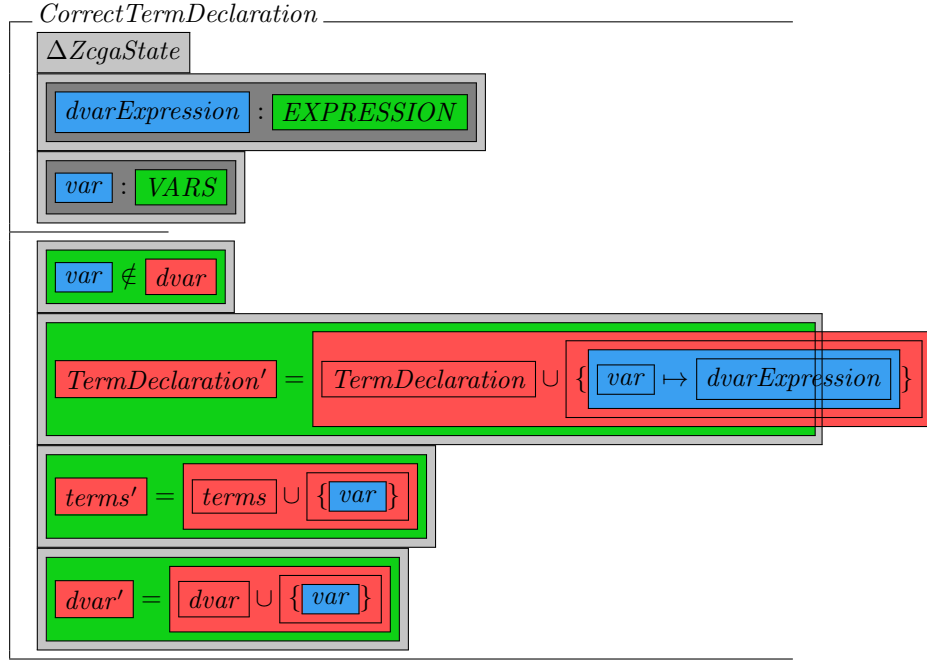 CorrectTermDeclaration
ΔZcgaState
dvarExpression : EXPRESSION
var : VARS
var ∉ dvar
TermDeclaration′ = TermDeclaration ∪ {var ↦ dvarExpression}
terms′ = terms ∪ {var}
dvar′ = dvar ∪ {var}